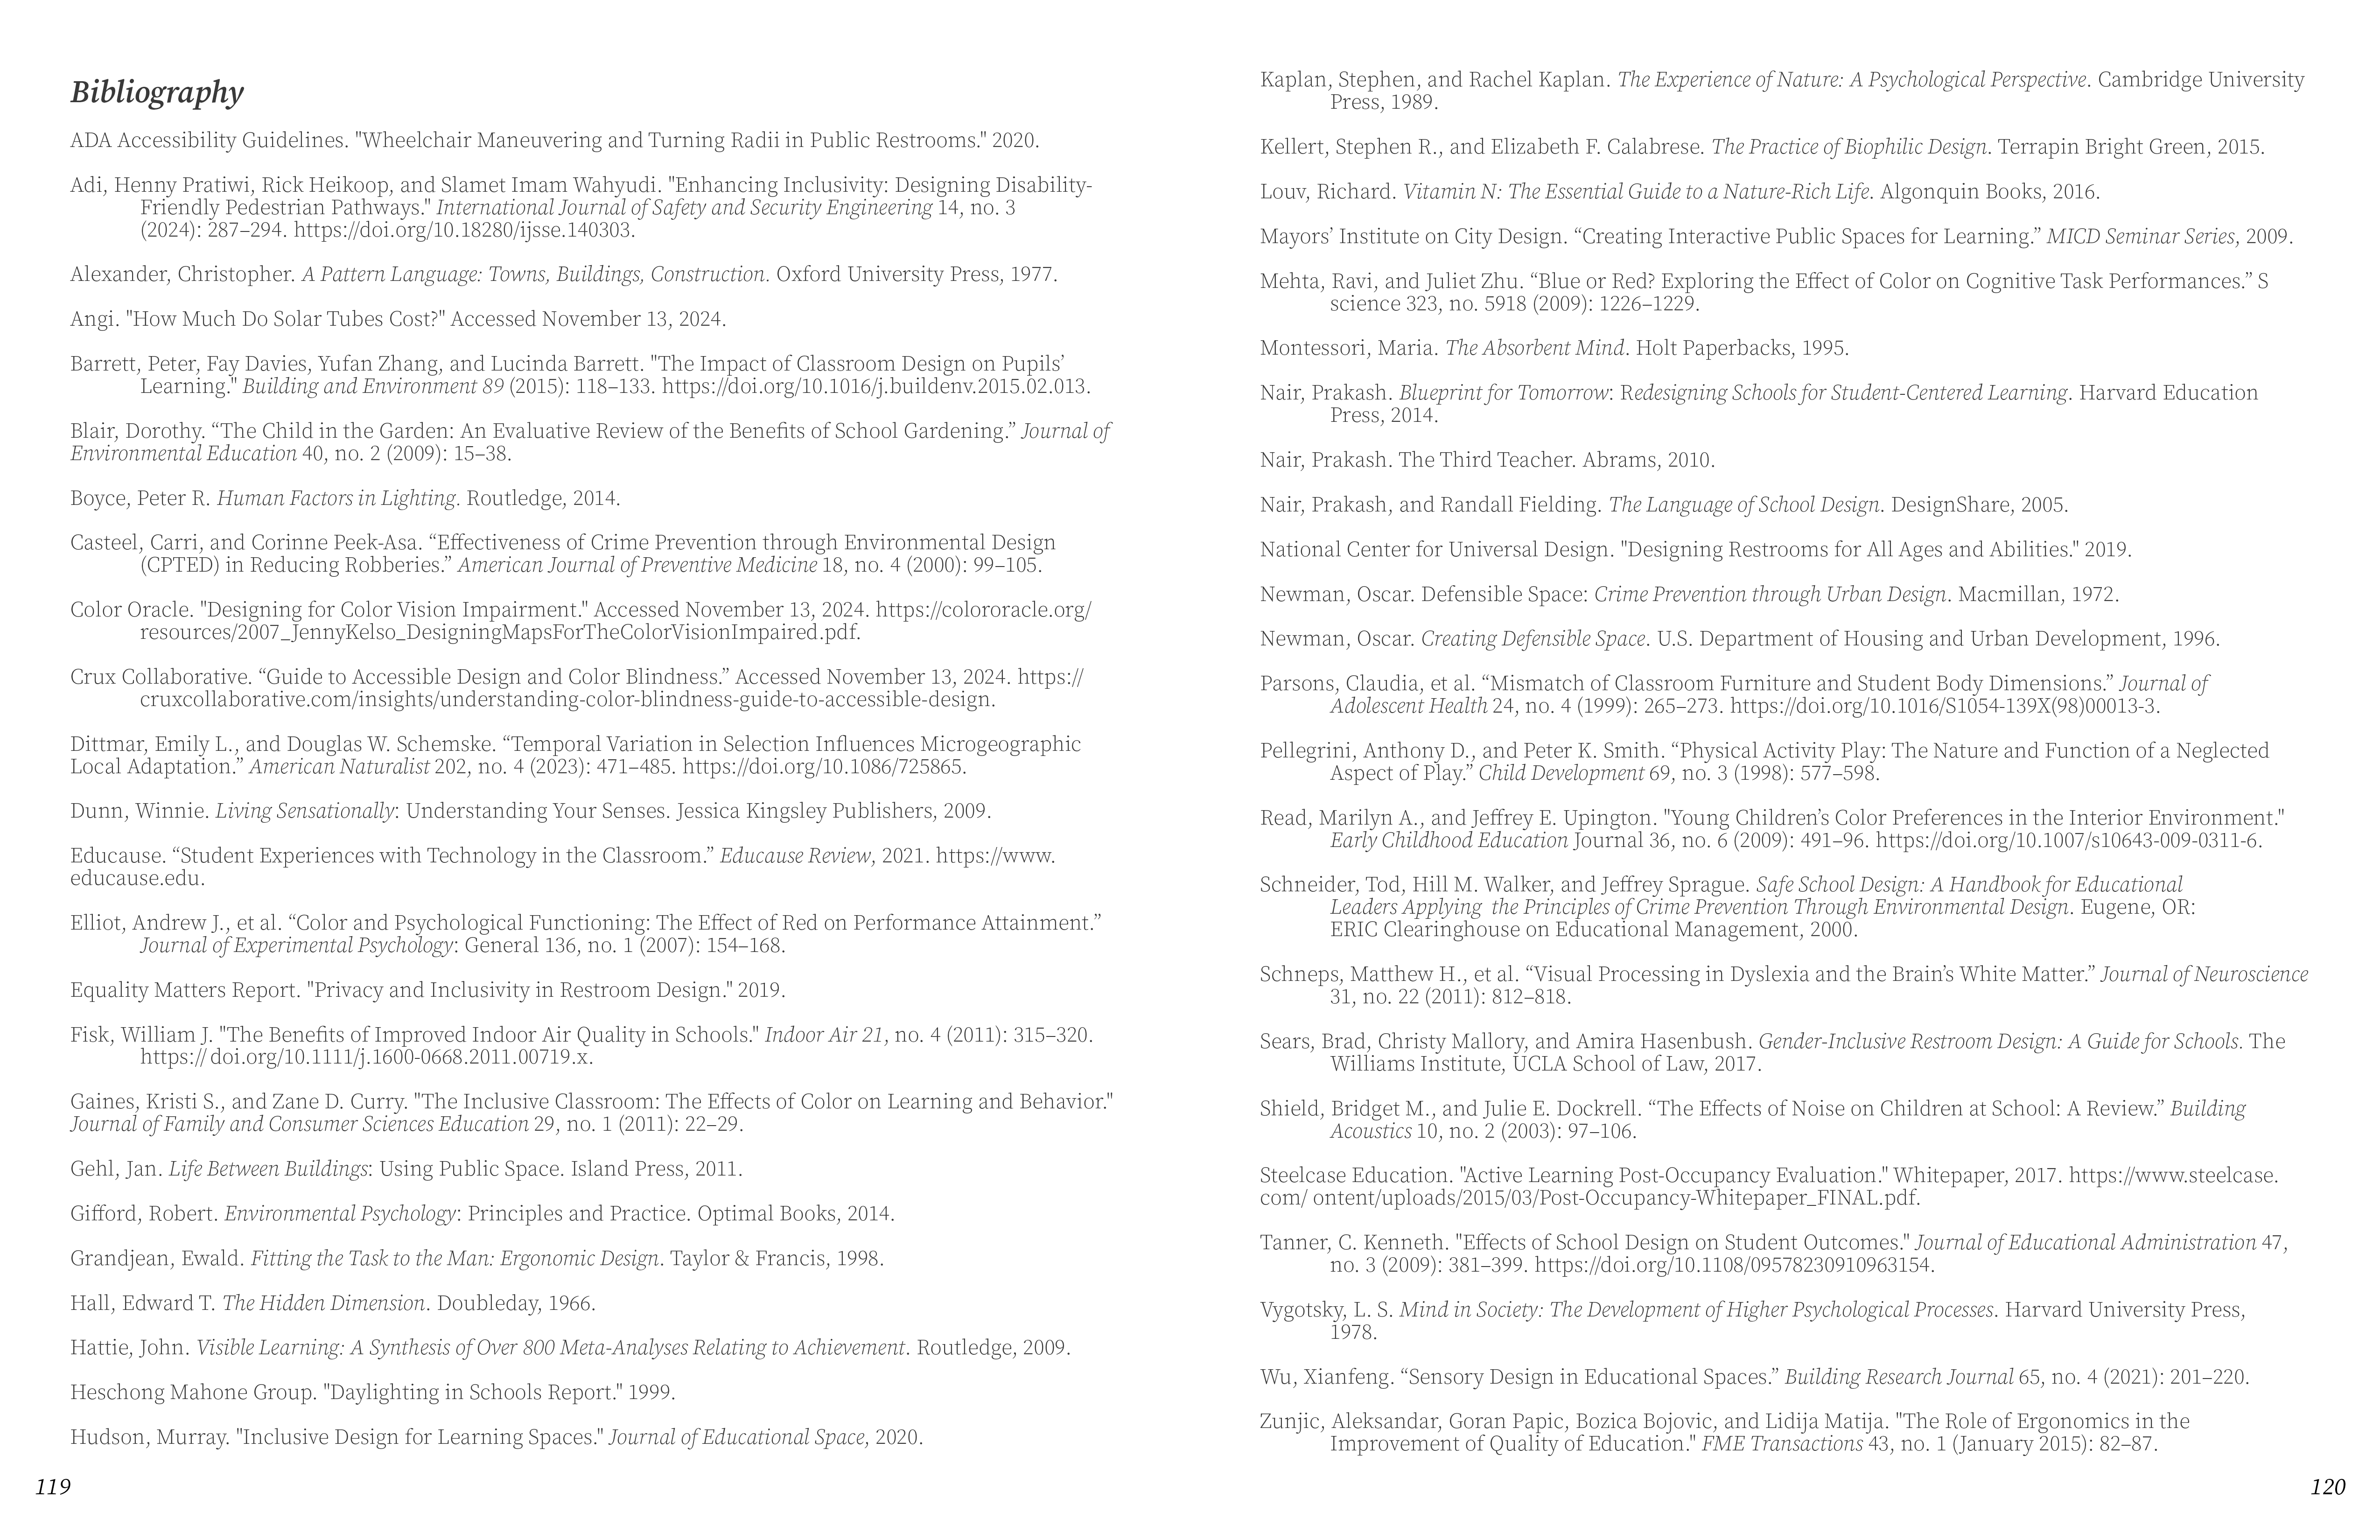 Bibliography
ADA Accessibility Guidelines. "Wheelchair Maneuvering and Turning Radii in Public Restrooms." 2020.
Adi, Henny Pratiwi, Rick Heikoop, and Slamet Imam Wahyudi. "Enhancing Inclusivity: Designing Disability-
Friendly Pedestrian Pathways." International Journal of Safety and Security Engineering 14, no. 3
(2024): 287–294. https://doi.org/10.18280/ijsse.140303.
Alexander, Christopher. A Pattern Language: Towns, Buildings, Construction. Oxford University Press, 1977.
Angi. "How Much Do Solar Tubes Cost?" Accessed November 13, 2024.
Barrett, Peter, Fay Davies, Yufan Zhang, and Lucinda Barrett. "The Impact of Classroom Design on Pupils’
Learning." Building and Environment 89 (2015): 118–133. https://doi.org/10.1016/j.buildenv.2015.02.013.
Blair, Dorothy. “The Child in the Garden: An Evaluative Review of the Benefits of School Gardening.” Journal of
Environmental Education 40, no. 2 (2009): 15–38.
Boyce, Peter R. Human Factors in Lighting. Routledge, 2014.
Casteel, Carri, and Corinne Peek-Asa. “Effectiveness of Crime Prevention through Environmental Design
(CPTED) in Reducing Robberies.” American Journal of Preventive Medicine 18, no. 4 (2000): 99–105.
Color Oracle. "Designing for Color Vision Impairment." Accessed November 13, 2024. https://colororacle.org/
resources/2007_JennyKelso_DesigningMapsForTheColorVisionImpaired.pdf.
Crux Collaborative. “Guide to Accessible Design and Color Blindness.” Accessed November 13, 2024. https://
cruxcollaborative.com/insights/understanding-color-blindness-guide-to-accessible-design.
Dittmar, Emily L., and Douglas W. Schemske. “Temporal Variation in Selection Influences Microgeographic
Local Adaptation.” American Naturalist 202, no. 4 (2023): 471–485. https://doi.org/10.1086/725865.
Dunn, Winnie. Living Sensationally: Understanding Your Senses. Jessica Kingsley Publishers, 2009.
Educause. “Student Experiences with Technology in the Classroom.” Educause Review, 2021. https://www.
educause.edu.
Elliot, Andrew J., et al. “Color and Psychological Functioning: The Effect of Red on Performance Attainment.”
Journal of Experimental Psychology: General 136, no. 1 (2007): 154–168.
Equality Matters Report. "Privacy and Inclusivity in Restroom Design." 2019.
Fisk, William J. "The Benefits of Improved Indoor Air Quality in Schools." Indoor Air 21, no. 4 (2011): 315–320.
https:// doi.org/10.1111/j.1600-0668.2011.00719.x.
Gaines, Kristi S., and Zane D. Curry. "The Inclusive Classroom: The Effects of Color on Learning and Behavior."
Journal of Family and Consumer Sciences Education 29, no. 1 (2011): 22–29.
Gehl, Jan. Life Between Buildings: Using Public Space. Island Press, 2011.
Gifford, Robert. Environmental Psychology: Principles and Practice. Optimal Books, 2014.
Grandjean, Ewald. Fitting the Task to the Man: Ergonomic Design. Taylor & Francis, 1998.
Hall, Edward T. The Hidden Dimension. Doubleday, 1966.
Hattie, John. Visible Learning: A Synthesis of Over 800 Meta-Analyses Relating to Achievement. Routledge, 2009.
Heschong Mahone Group. "Daylighting in Schools Report." 1999.
Hudson, Murray. "Inclusive Design for Learning Spaces." Journal of Educational Space, 2020.
119
Kaplan, Stephen, and Rachel Kaplan. The Experience of Nature: A Psychological Perspective. Cambridge University
Press, 1989.
Kellert, Stephen R., and Elizabeth F. Calabrese. The Practice of Biophilic Design. Terrapin Bright Green, 2015.
Louv, Richard. Vitamin N: The Essential Guide to a Nature-Rich Life. Algonquin Books, 2016.
Mayors’ Institute on City Design. “Creating Interactive Public Spaces for Learning.” MICD Seminar Series, 2009.
Mehta, Ravi, and Juliet Zhu. “Blue or Red? Exploring the Effect of Color on Cognitive Task Performances.” S
science 323, no. 5918 (2009): 1226–1229.
Montessori, Maria. The Absorbent Mind. Holt Paperbacks, 1995.
Nair, Prakash. Blueprint for Tomorrow: Redesigning Schools for Student-Centered Learning. Harvard Education
Press, 2014.
Nair, Prakash. The Third Teacher. Abrams, 2010.
Nair, Prakash, and Randall Fielding. The Language of School Design. DesignShare, 2005.
National Center for Universal Design. "Designing Restrooms for All Ages and Abilities." 2019.
Newman, Oscar. Defensible Space: Crime Prevention through Urban Design. Macmillan, 1972.
Newman, Oscar. Creating Defensible Space. U.S. Department of Housing and Urban Development, 1996.
Parsons, Claudia, et al. “Mismatch of Classroom Furniture and Student Body Dimensions.” Journal of
Adolescent Health 24, no. 4 (1999): 265–273. https://doi.org/10.1016/S1054-139X(98)00013-3.
Pellegrini, Anthony D., and Peter K. Smith. “Physical Activity Play: The Nature and Function of a Neglected
Aspect of Play.” Child Development 69, no. 3 (1998): 577–598.
Read, Marilyn A., and Jeffrey E. Upington. "Young Children’s Color Preferences in the Interior Environment."
Early Childhood Education Journal 36, no. 6 (2009): 491–96. https://doi.org/10.1007/s10643-009-0311-6.
Schneider, Tod, Hill M. Walker, and Jeffrey Sprague. Safe School Design: A Handbook for Educational
Leaders Applying the Principles of Crime Prevention Through Environmental Design. Eugene, OR:
ERIC Clearinghouse on Educational Management, 2000.
Schneps, Matthew H., et al. “Visual Processing in Dyslexia and the Brain’s White Matter.” Journal of Neuroscience
31, no. 22 (2011): 812–818.
Sears, Brad, Christy Mallory, and Amira Hasenbush. Gender-Inclusive Restroom Design: A Guide for Schools. The
Williams Institute, UCLA School of Law, 2017.
Shield, Bridget M., and Julie E. Dockrell. “The Effects of Noise on Children at School: A Review.” Building
Acoustics 10, no. 2 (2003): 97–106.
Steelcase Education. "Active Learning Post-Occupancy Evaluation." Whitepaper, 2017. https://www.steelcase.
com/ ontent/uploads/2015/03/Post-Occupancy-Whitepaper_FINAL.pdf.
Tanner, C. Kenneth. "Effects of School Design on Student Outcomes." Journal of Educational Administration 47,
no. 3 (2009): 381–399. https://doi.org/10.1108/09578230910963154.
Vygotsky, L. S. Mind in Society: The Development of Higher Psychological Processes. Harvard University Press,
1978.
Wu, Xianfeng. “Sensory Design in Educational Spaces.” Building Research Journal 65, no. 4 (2021): 201–220.
Zunjic, Aleksandar, Goran Papic, Bozica Bojovic, and Lidija Matija. "The Role of Ergonomics in the
Improvement of Quality of Education." FME Transactions 43, no. 1 (January 2015): 82–87.
120